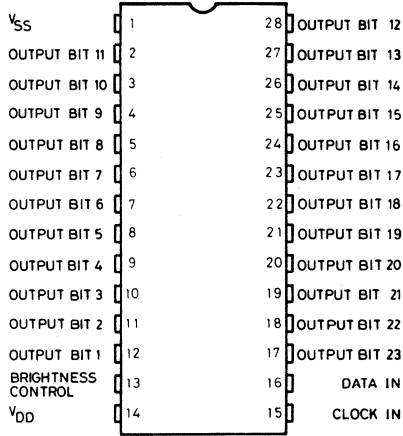 VSS 1 28 OUTPUT BIT 12
OUTPUT BIT 11 2 27 OUTPUT BIT 13
OUTPUT BIT 10 3 26 OUTPUT BIT 14
OUTPUT BIT 9 4 25 OUTPUT BIT 15
OUTPUT BIT 8 5 24 OUTPUT BIT 16
OUTPUT BIT 7 6 23 OUTPUT BIT 17
OUTPUT BIT 6 7 22 OUTPUT BIT 18
OUTPUT BIT 5 8 21 OUTPUT BIT 19
OUTPUT BIT 4 9 20 OUTPUT BIT 20
OUTPUT BIT 3 10 19 OUTPUT BIT 21
OUTPUT BIT 2 11 18 OUTPUT BIT 22
OUTPUT BIT 1 12 17 OUTPUT BIT 23
BRIGHTNESS
CONTROL 13 16 DATA IN
VDD 14 15 CLOCK IN